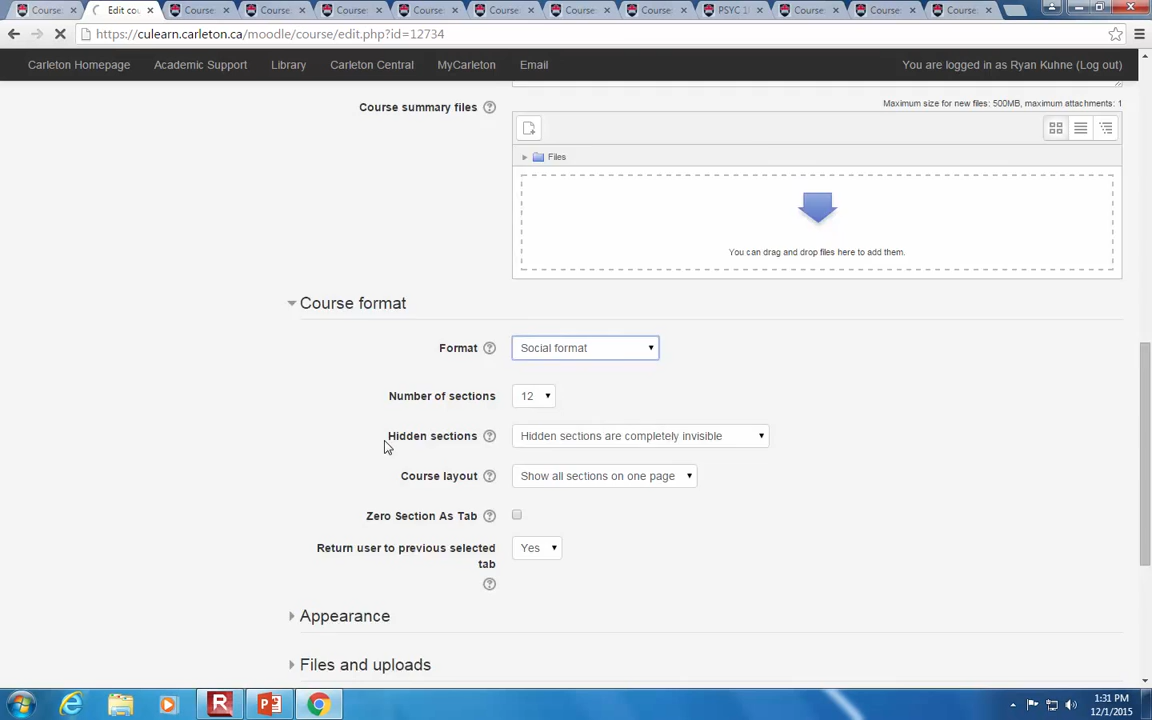 Course
Edit co
Course
Course
Course
Course
Course
Course
Course
PSYC 1
Course
Course
Course
https://culearn.carleton.ca/moodle/course/edit.php?id=12734
Carleton Homepage Academic Support Library Carleton Central MyCarleton Email You are logged in as Ryan Kuhne (Log out)
Course summary files
Maximum size for new files: 500MB, maximum attachments: 1
Files
You can drag and drop files here to add them.
Course format
Format Social format
Number of sections 12
Hidden sections Hidden sections are completely invisible
Course layout Show all sections on one page
Zero Section As Tab
Return user to previous selected Yes
tab
Appearance
Files and uploads
1:31 PM
12/1/2015